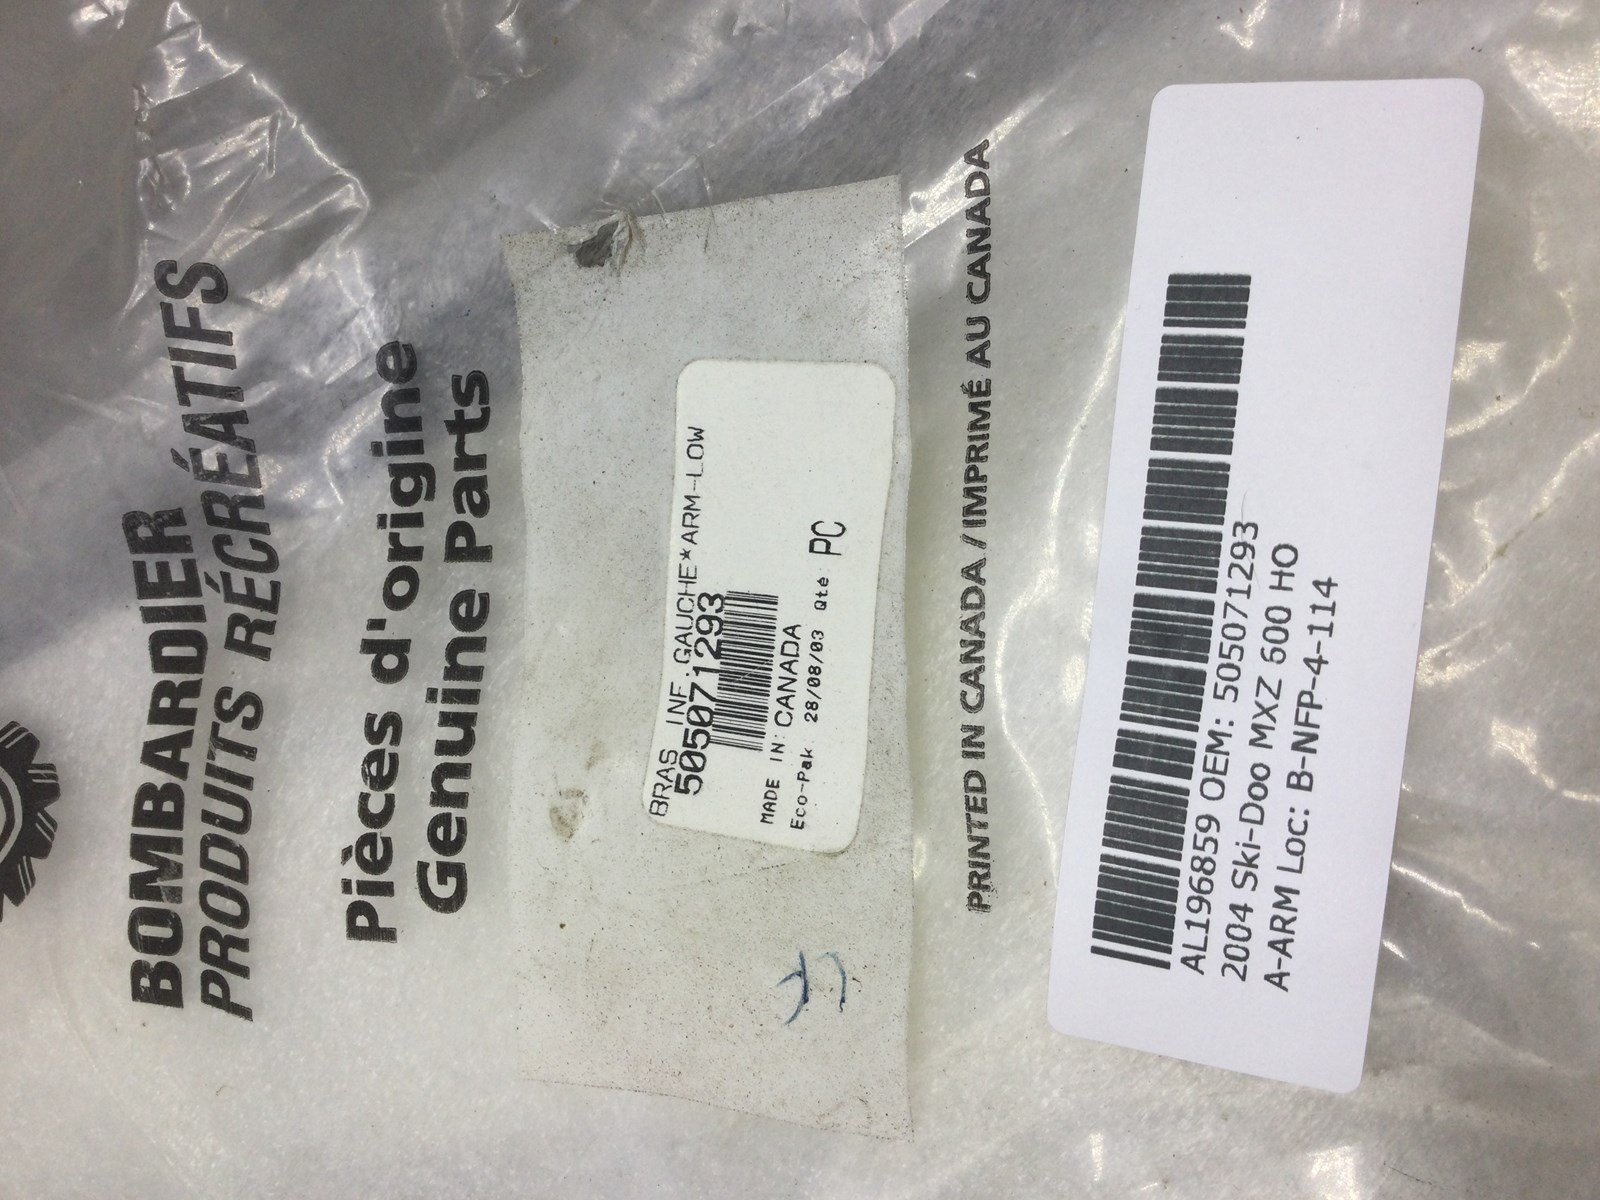 BOMBARDIER
PRODUITS RÉCRÉATIFS
Pièces d'origine
Genuine Parts
BRAS INF.GAUCHE*ARM-LOW
505071293
MADE IN:CANADA
Eco-Pak 28/08/03 Qté PC
PRINTED IN CANADA / IMPRIMÉ AU CANADA
AL196859 OEM: 505071293
2004 Ski-Doo MXZ 600 HO
A-ARM Loc: B-NFP-4-114